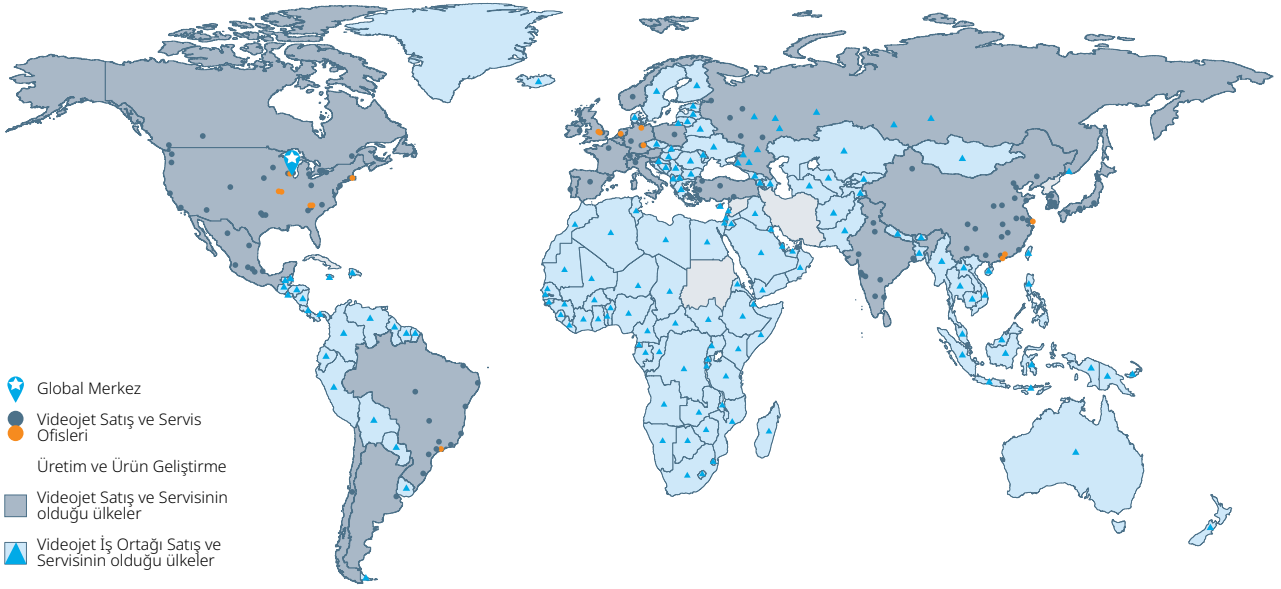 Global Merkez
Videojet Satış ve Servis
Ofisleri
Üretim ve Ürün Geliştirme
Videojet Satış ve Servisinin
olduğu ülkeler
Videojet İş Ortağı Satış ve
Servisinin olduğu ülkeler